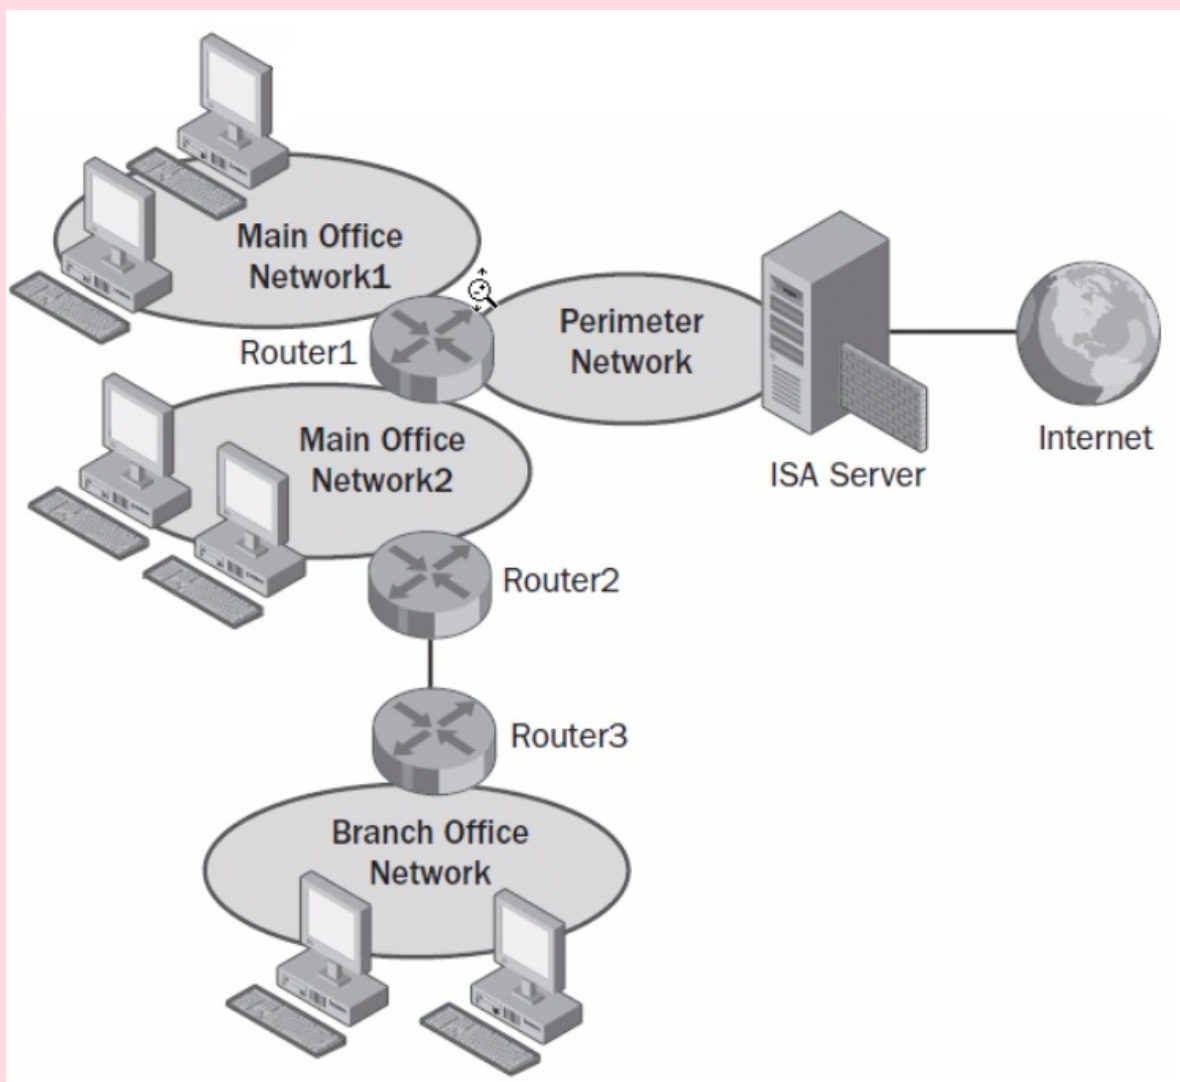 Main Office
Network1
Router1
Perimeter
Network
ISA Server
Internet
Main Office
Network2
Router2
Router3
Branch Office
Network